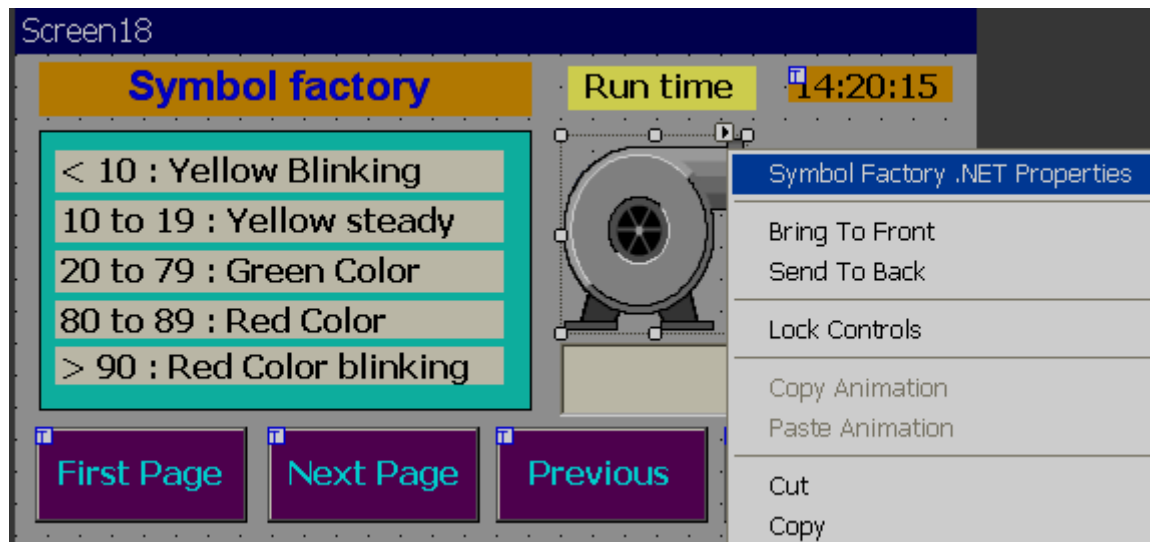 Screen18
Symbol factory
Run time
14:20:15
< 10 : Yellow Blinking
10 to 19 : Yellow steady
20 to 79 : Green Color
80 to 89 : Red Color
> 90 : Red Color blinking
Symbol Factory .NET Properties
Bring To Front
Send To Back
Lock Controls
Copy Animation
Paste Animation
Cut
Copy
T
First Page
T
Next Page
T
Previous